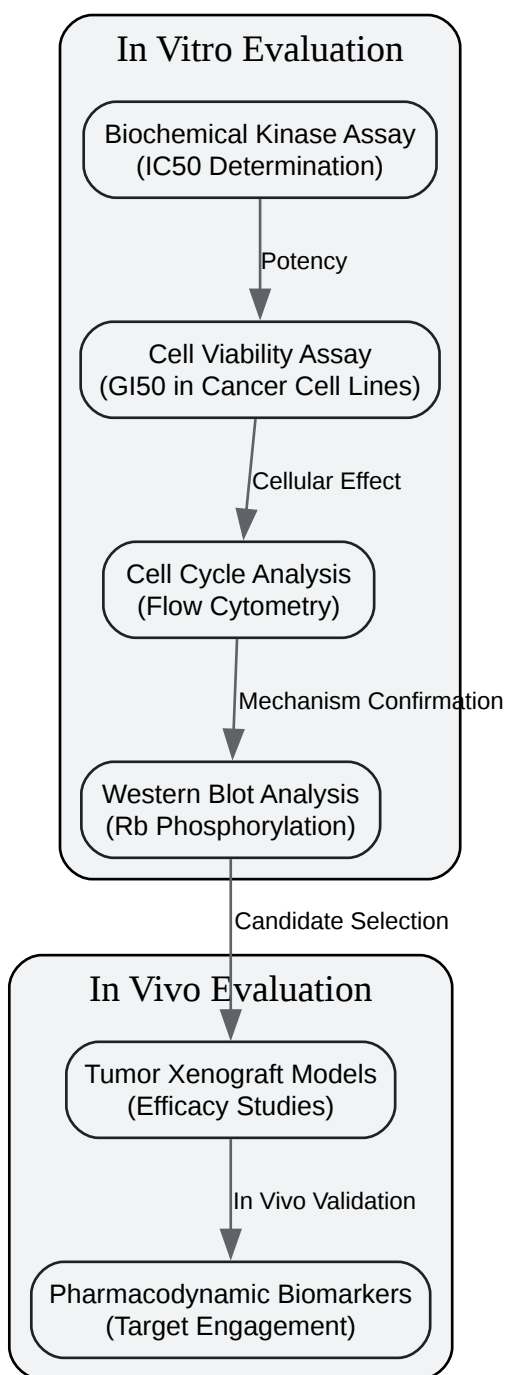 In Vitro Evaluation
Biochemical Kinase Assay
(IC50 Determination)
Potency
Cell Viability Assay
(GI50 in Cancer Cell Lines)
Cellular Effect
Cell Cycle Analysis
(Flow Cytometry)
Mechanism Confirmation
Western Blot Analysis
(Rb Phosphorylation)
Candidate Selection
In Vivo Evaluation
Tumor Xenograft Models
(Efficacy Studies)
In Vivo Validation
Pharmacodynamic Biomarkers
(Target Engagement)